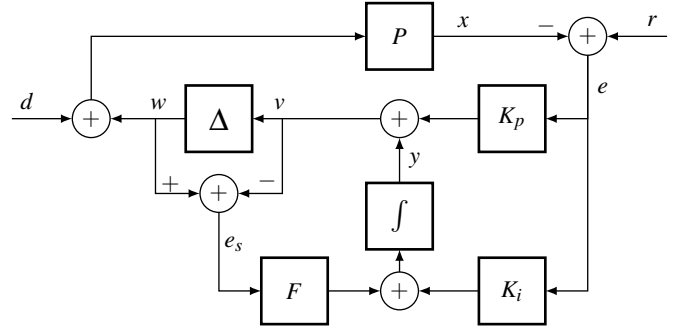 P
x
−
+
r
e
d
+
w
Δ
v
+
K_p
+
+
−
y
∫
e_s
F
+
K_i